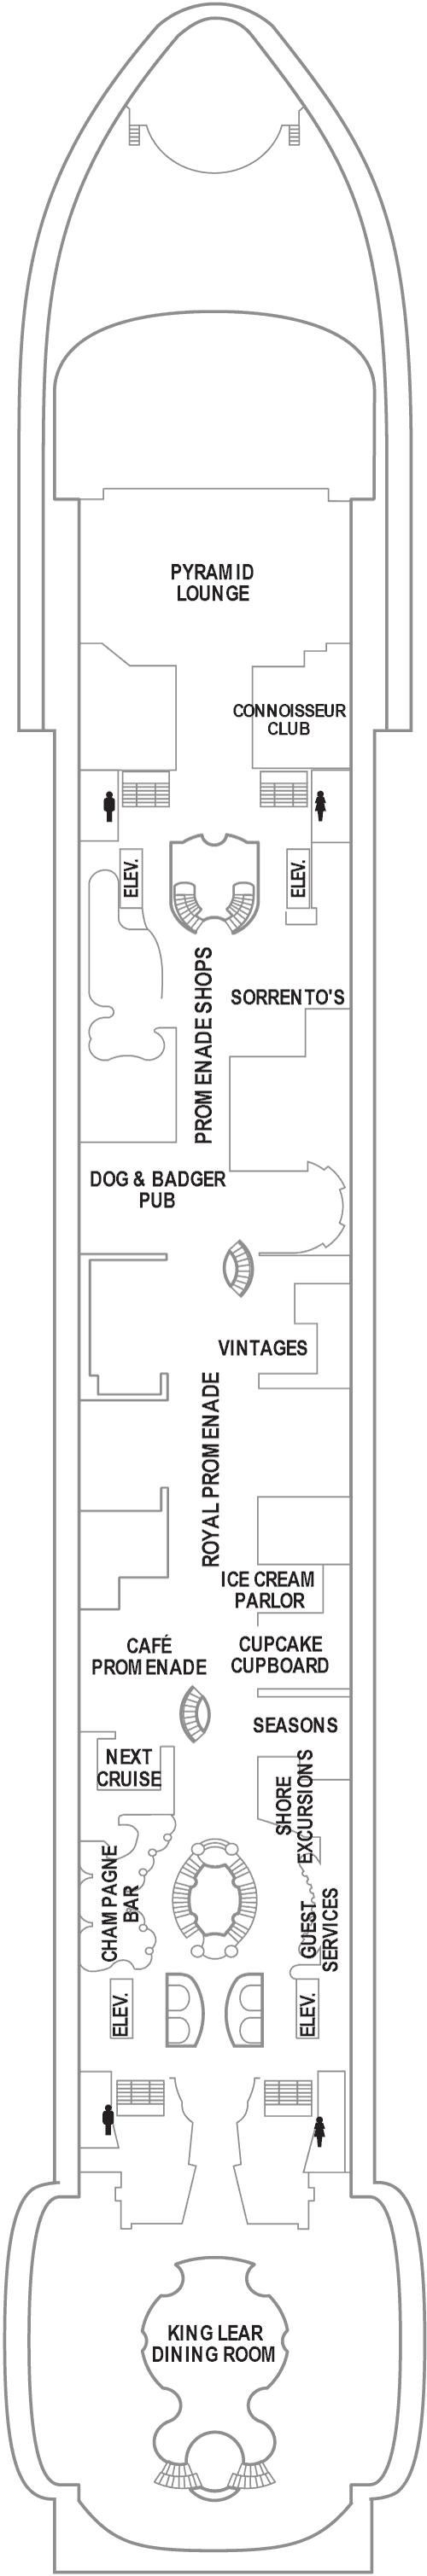 PYRAMID
LOUNGE
CONNOISSEUR
CLUB
ELEV.
ELEV.
PROMENADE SHOPS
SORRENTO'S
DOG & BADGER
PUB
VINTAGES
ROYAL PROMENADE
ICE CREAM
PARLOR
CAFÉ
PROMENADE
CUPCAKE
CUPBOARD
SEASONS
NEXT
CRUISE
SHORE
EXCURSIONS
CHAMPAGNE
BAR
GUEST
SERVICES
ELEV.
ELEV.
KING LEAR
DINING ROOM